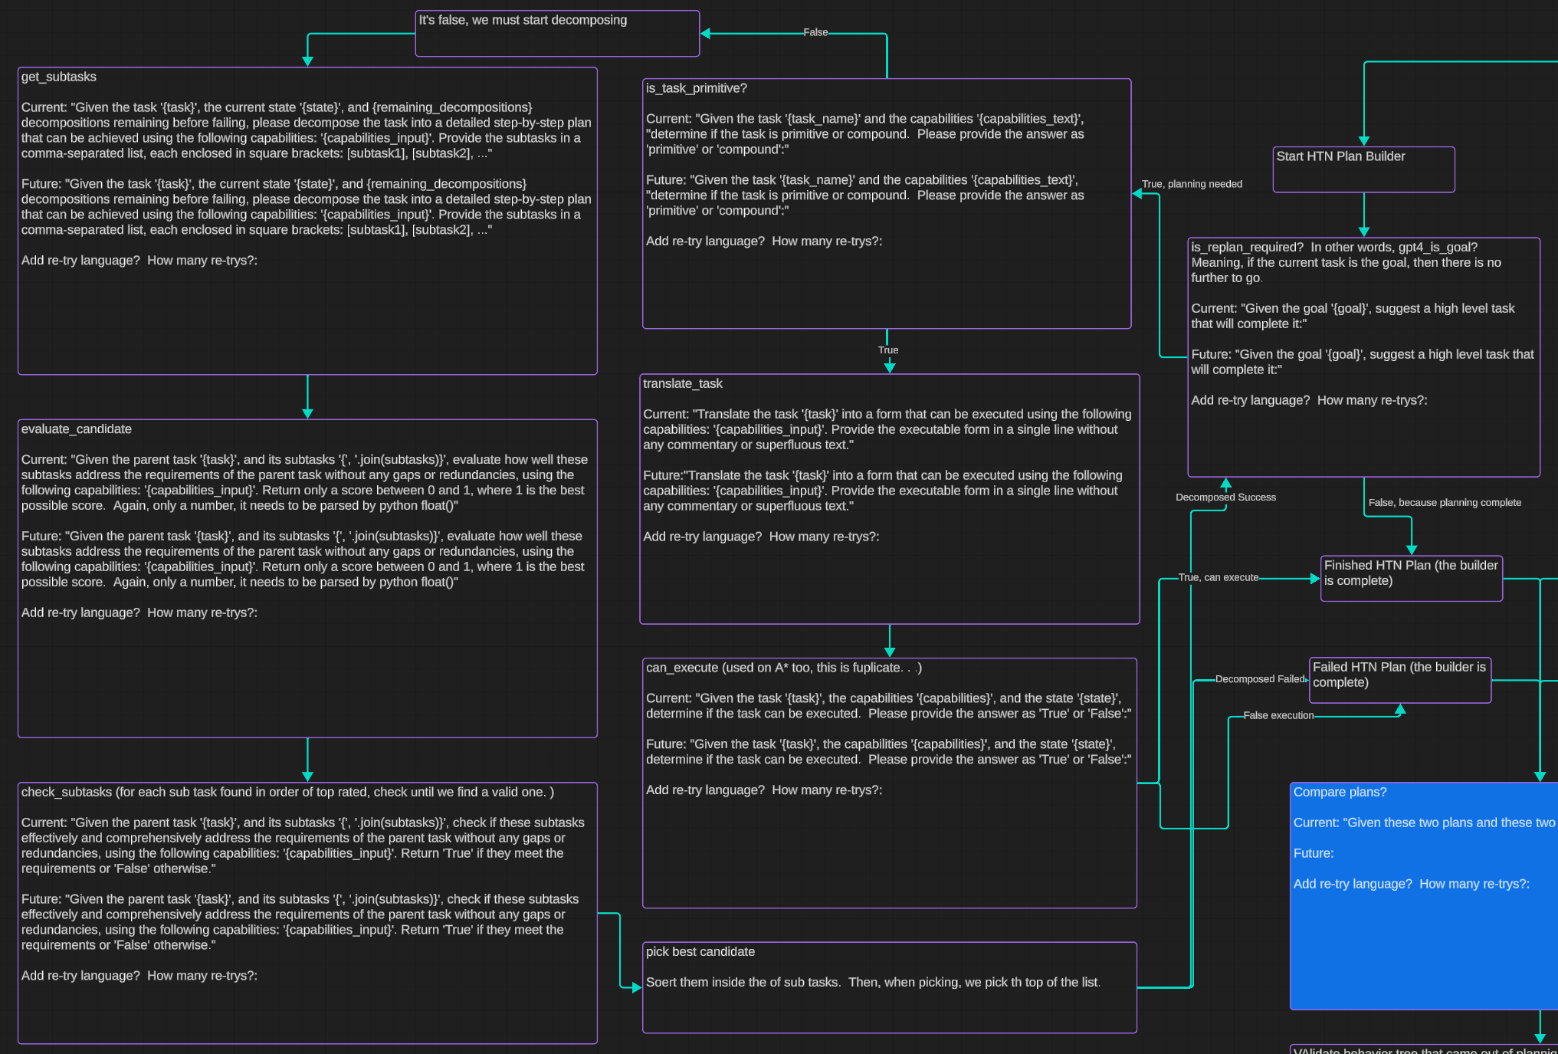 It's false, we must start decomposing
False
get_subtasks
Current: "Given the task '{task}', the current state '{state}', and {remaining_decompositions}
decompositions remaining before failing, please decompose the task into a detailed step-by-step plan
that can be achieved using the following capabilities: '{capabilities_input}'. Provide the subtasks in a
comma-separated list, each enclosed in square brackets: [subtask1], [subtask2], ..."
Future: "Given the task '{task}', the current state '{state}', and {remaining_decompositions}
decompositions remaining before failing, please decompose the task into a detailed step-by-step plan
that can be achieved using the following capabilities: '{capabilities_input}'. Provide the subtasks in a
comma-separated list, each enclosed in square brackets: [subtask1], [subtask2], ..."
Add re-try language?  How many re-trys?:
evaluate_candidate
Current: "Given the parent task '{task}', and its subtasks '{', '.join(subtasks)}', evaluate how well these
subtasks address the requirements of the parent task without any gaps or redundancies, using the
following capabilities: '{capabilities_input}'. Return only a score between 0 and 1, where 1 is the best
possible score.  Again, only a number, it needs to be parsed by python float()"
Future: "Given the parent task '{task}', and its subtasks '{', '.join(subtasks)}', evaluate how well these
subtasks address the requirements of the parent task without any gaps or redundancies, using the
following capabilities: '{capabilities_input}'. Return only a score between 0 and 1, where 1 is the best
possible score.  Again, only a number, it needs to be parsed by python float()"
Add re-try language?  How many re-trys?:
check_subtasks (for each sub task found in order of top rated, check until we find a valid one. )
Current: "Given the parent task '{task}', and its subtasks '{', '.join(subtasks)}', check if these subtasks
effectively and comprehensively address the requirements of the parent task without any gaps or
redundancies, using the following capabilities: '{capabilities_input}'. Return 'True' if they meet the
requirements or 'False' otherwise."
Future: "Given the parent task '{task}', and its subtasks '{', '.join(subtasks)}', check if these subtasks
effectively and comprehensively address the requirements of the parent task without any gaps or
redundancies, using the following capabilities: '{capabilities_input}'. Return 'True' if they meet the
requirements or 'False' otherwise."
Add re-try language?  How many re-trys?:
is_task_primitive?
Current: "Given the task '{task_name}' and the capabilities '{capabilities_text}',
"determine if the task is primitive or compound.  Please provide the answer as
'primitive' or 'compound':"
Future: "Given the task '{task_name}' and the capabilities '{capabilities_text}',
"determine if the task is primitive or compound.  Please provide the answer as
'primitive' or 'compound':"
Add re-try language?  How many re-trys?:
True
translate_task
Current: "Translate the task '{task}' into a form that can be executed using the following
capabilities: '{capabilities_input}'. Provide the executable form in a single line without
any commentary or superfluous text."
Future:"Translate the task '{task}' into a form that can be executed using the following
capabilities: '{capabilities_input}'. Provide the executable form in a single line without
any commentary or superfluous text."
Add re-try language?  How many re-trys?:
can_execute (used on A* too, this is fuplicate. . .)
Current: "Given the task '{task}', the capabilities '{capabilities}', and the state '{state}',
determine if the task can be executed.  Please provide the answer as 'True' or 'False':"
Future: "Given the task '{task}', the capabilities '{capabilities}', and the state '{state}',
determine if the task can be executed.  Please provide the answer as 'True' or 'False':"
Add re-try language?  How many re-trys?:
pick best candidate
Soert them inside the of sub tasks.  Then, when picking, we pick th top of the list.
Start HTN Plan Builder
True, planning needed
is_replan_required?  In other words, gpt4_is_goal?
Meaning, if the current task is the goal, then there is no
further to go.
Current: "Given the goal '{goal}', suggest a high level task
that will complete it:"
Future: "Given the goal '{goal}', suggest a high level task that
will complete it:"
Add re-try language?  How many re-trys?:
Decomposed Success
False, because planning complete
True, can execute
Finished HTN Plan (the builder
is complete)
Decomposed Failed
Failed HTN Plan (the builder is
complete)
False execution
Compare plans?
Current: "Given these two plans and these two
Future:
Add re-try language?  How many re-trys?:
VAlidate behavior tree that came out of